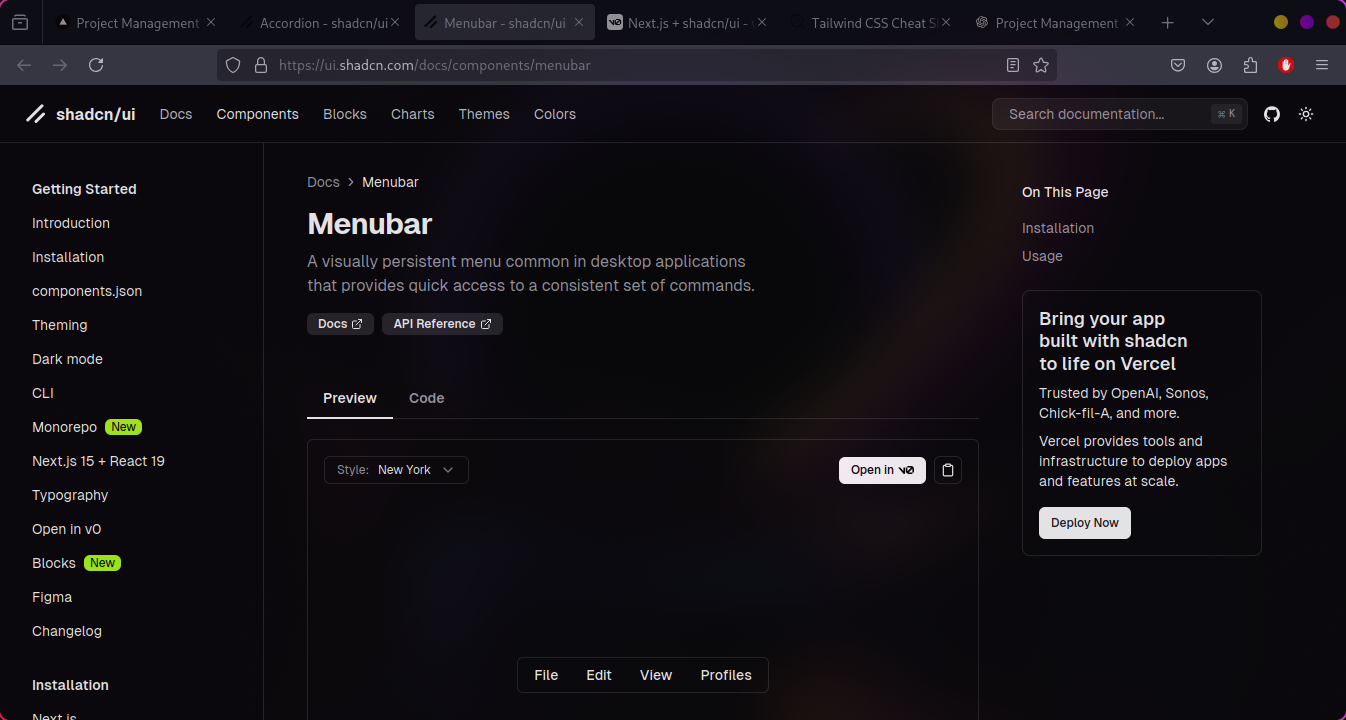 Project Management
Accordion - shadcn/ui
Menubar - shadcn/ui
Next.js + shadcn/ui -
Tailwind CSS Cheat S
Project Management
https://ui.shadcn.com/docs/components/menubar
shadcn/ui
Docs
Components
Blocks
Charts
Themes
Colors
Search documentation...
⌘ K
Getting Started
Introduction
Installation
components.json
Theming
Dark mode
CLI
Monorepo New
Next.js 15 + React 19
Typography
Open in v0
Blocks New
Figma
Changelog
Installation
Next.js
Docs > Menubar
Menubar
A visually persistent menu common in desktop applications
that provides quick access to a consistent set of commands.
Docs
API Reference
Preview
Code
Style: New York
Open in v0
File
Edit
View
Profiles
On This Page
Installation
Usage
Bring your app
built with shadcn
to life on Vercel
Trusted by OpenAI, Sonos,
Chick-fil-A, and more.
Vercel provides tools and
infrastructure to deploy apps
and features at scale.
Deploy Now